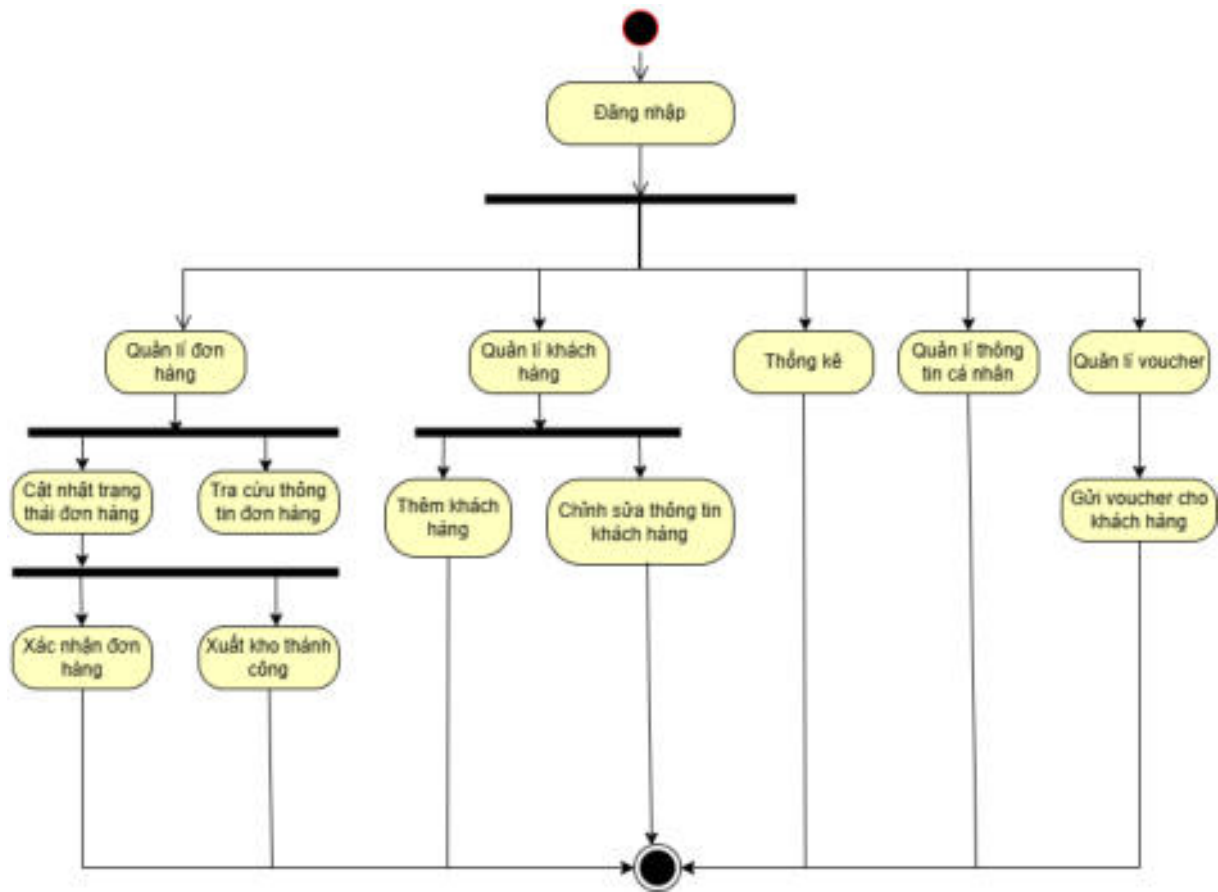 Đăng nhập
Quản lí đơn
hàng
Quản lí khách
hàng
Thống kê
Quản lí thông
tin cá nhân
Quản lí voucher
Cật nhật trang
thái đơn hàng
Tra cứu thông
tin đơn hàng
Thêm khách
hàng
Chỉnh sửa thông tin
khách hàng
Gửi voucher cho
khách hàng
Xác nhận đơn
hàng
Xuất kho thành
công